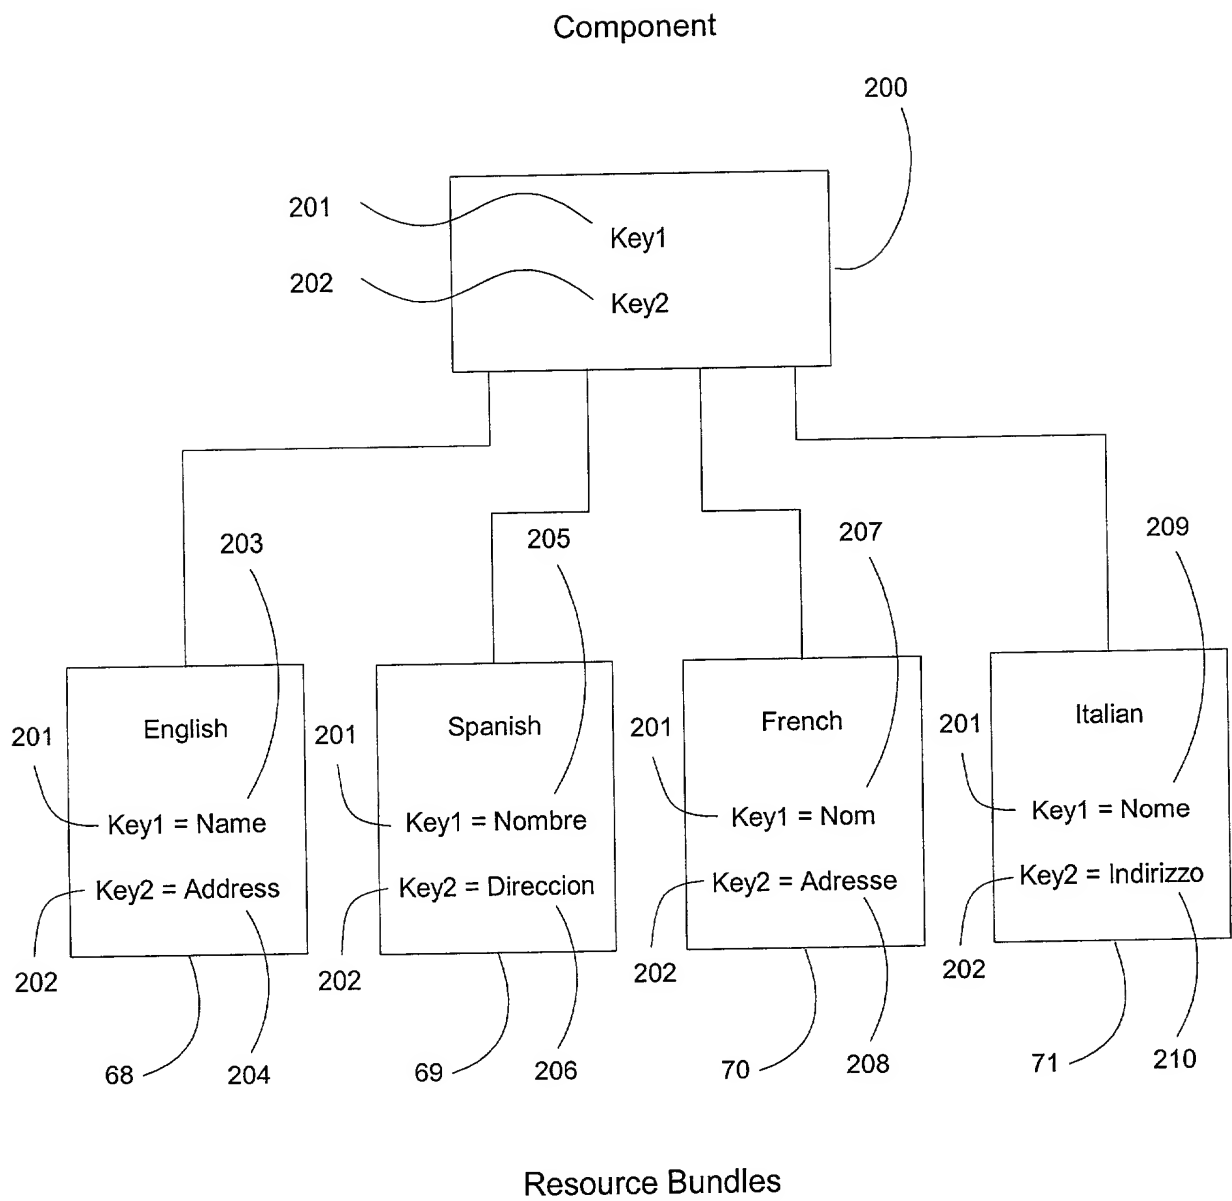 Component
200
201
Key1
202
Key2
203
205
207
209
English
Spanish
French
Italian
201
201
201
201
Key1 = Name
Key1 = Nombre
Key1 = Nom
Key1 = Nome
Key2 = Address
Key2 = Direccion
Key2 = Adresse
Key2 = Indirizzo
202
202
202
202
68
204
69
206
70
208
71
210
Resource Bundles